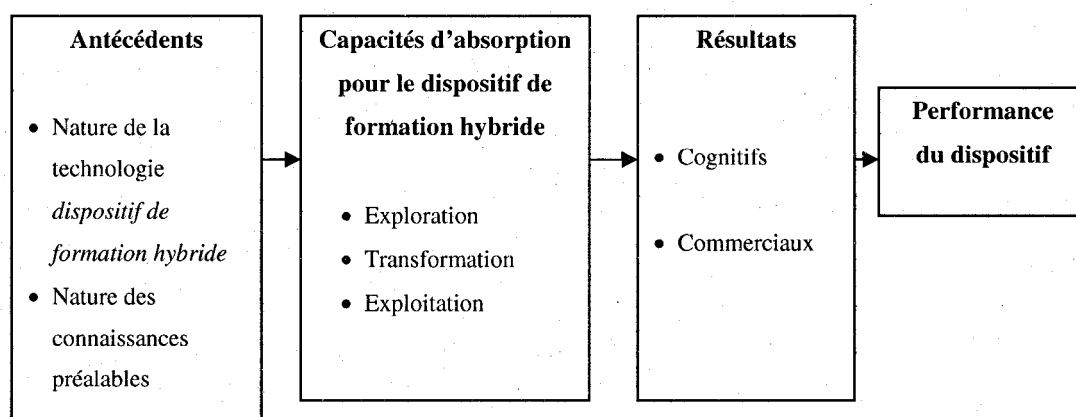 Antécédents
• Nature de la
technologie
dispositif de
formation hybride
• Nature des
connaissances
préalables
Capacités d'absorption
pour le dispositif de
formation hybride
• Exploration
• Transformation
• Exploitation
Résultats
• Cognitifs
• Commerciaux
Performance
du dispositif